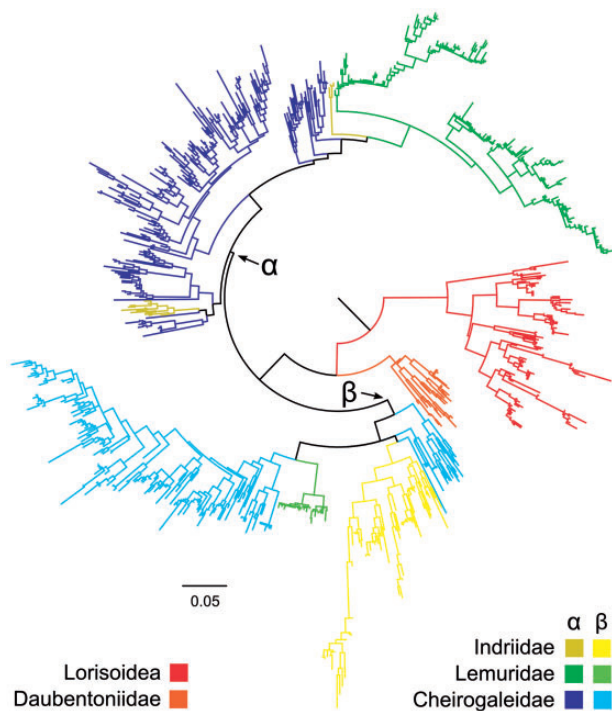 α
β
0.05
α β
Indriidae
Lemuridae
Cheirogaleidae
Lorisoidea
Daubentoniidae